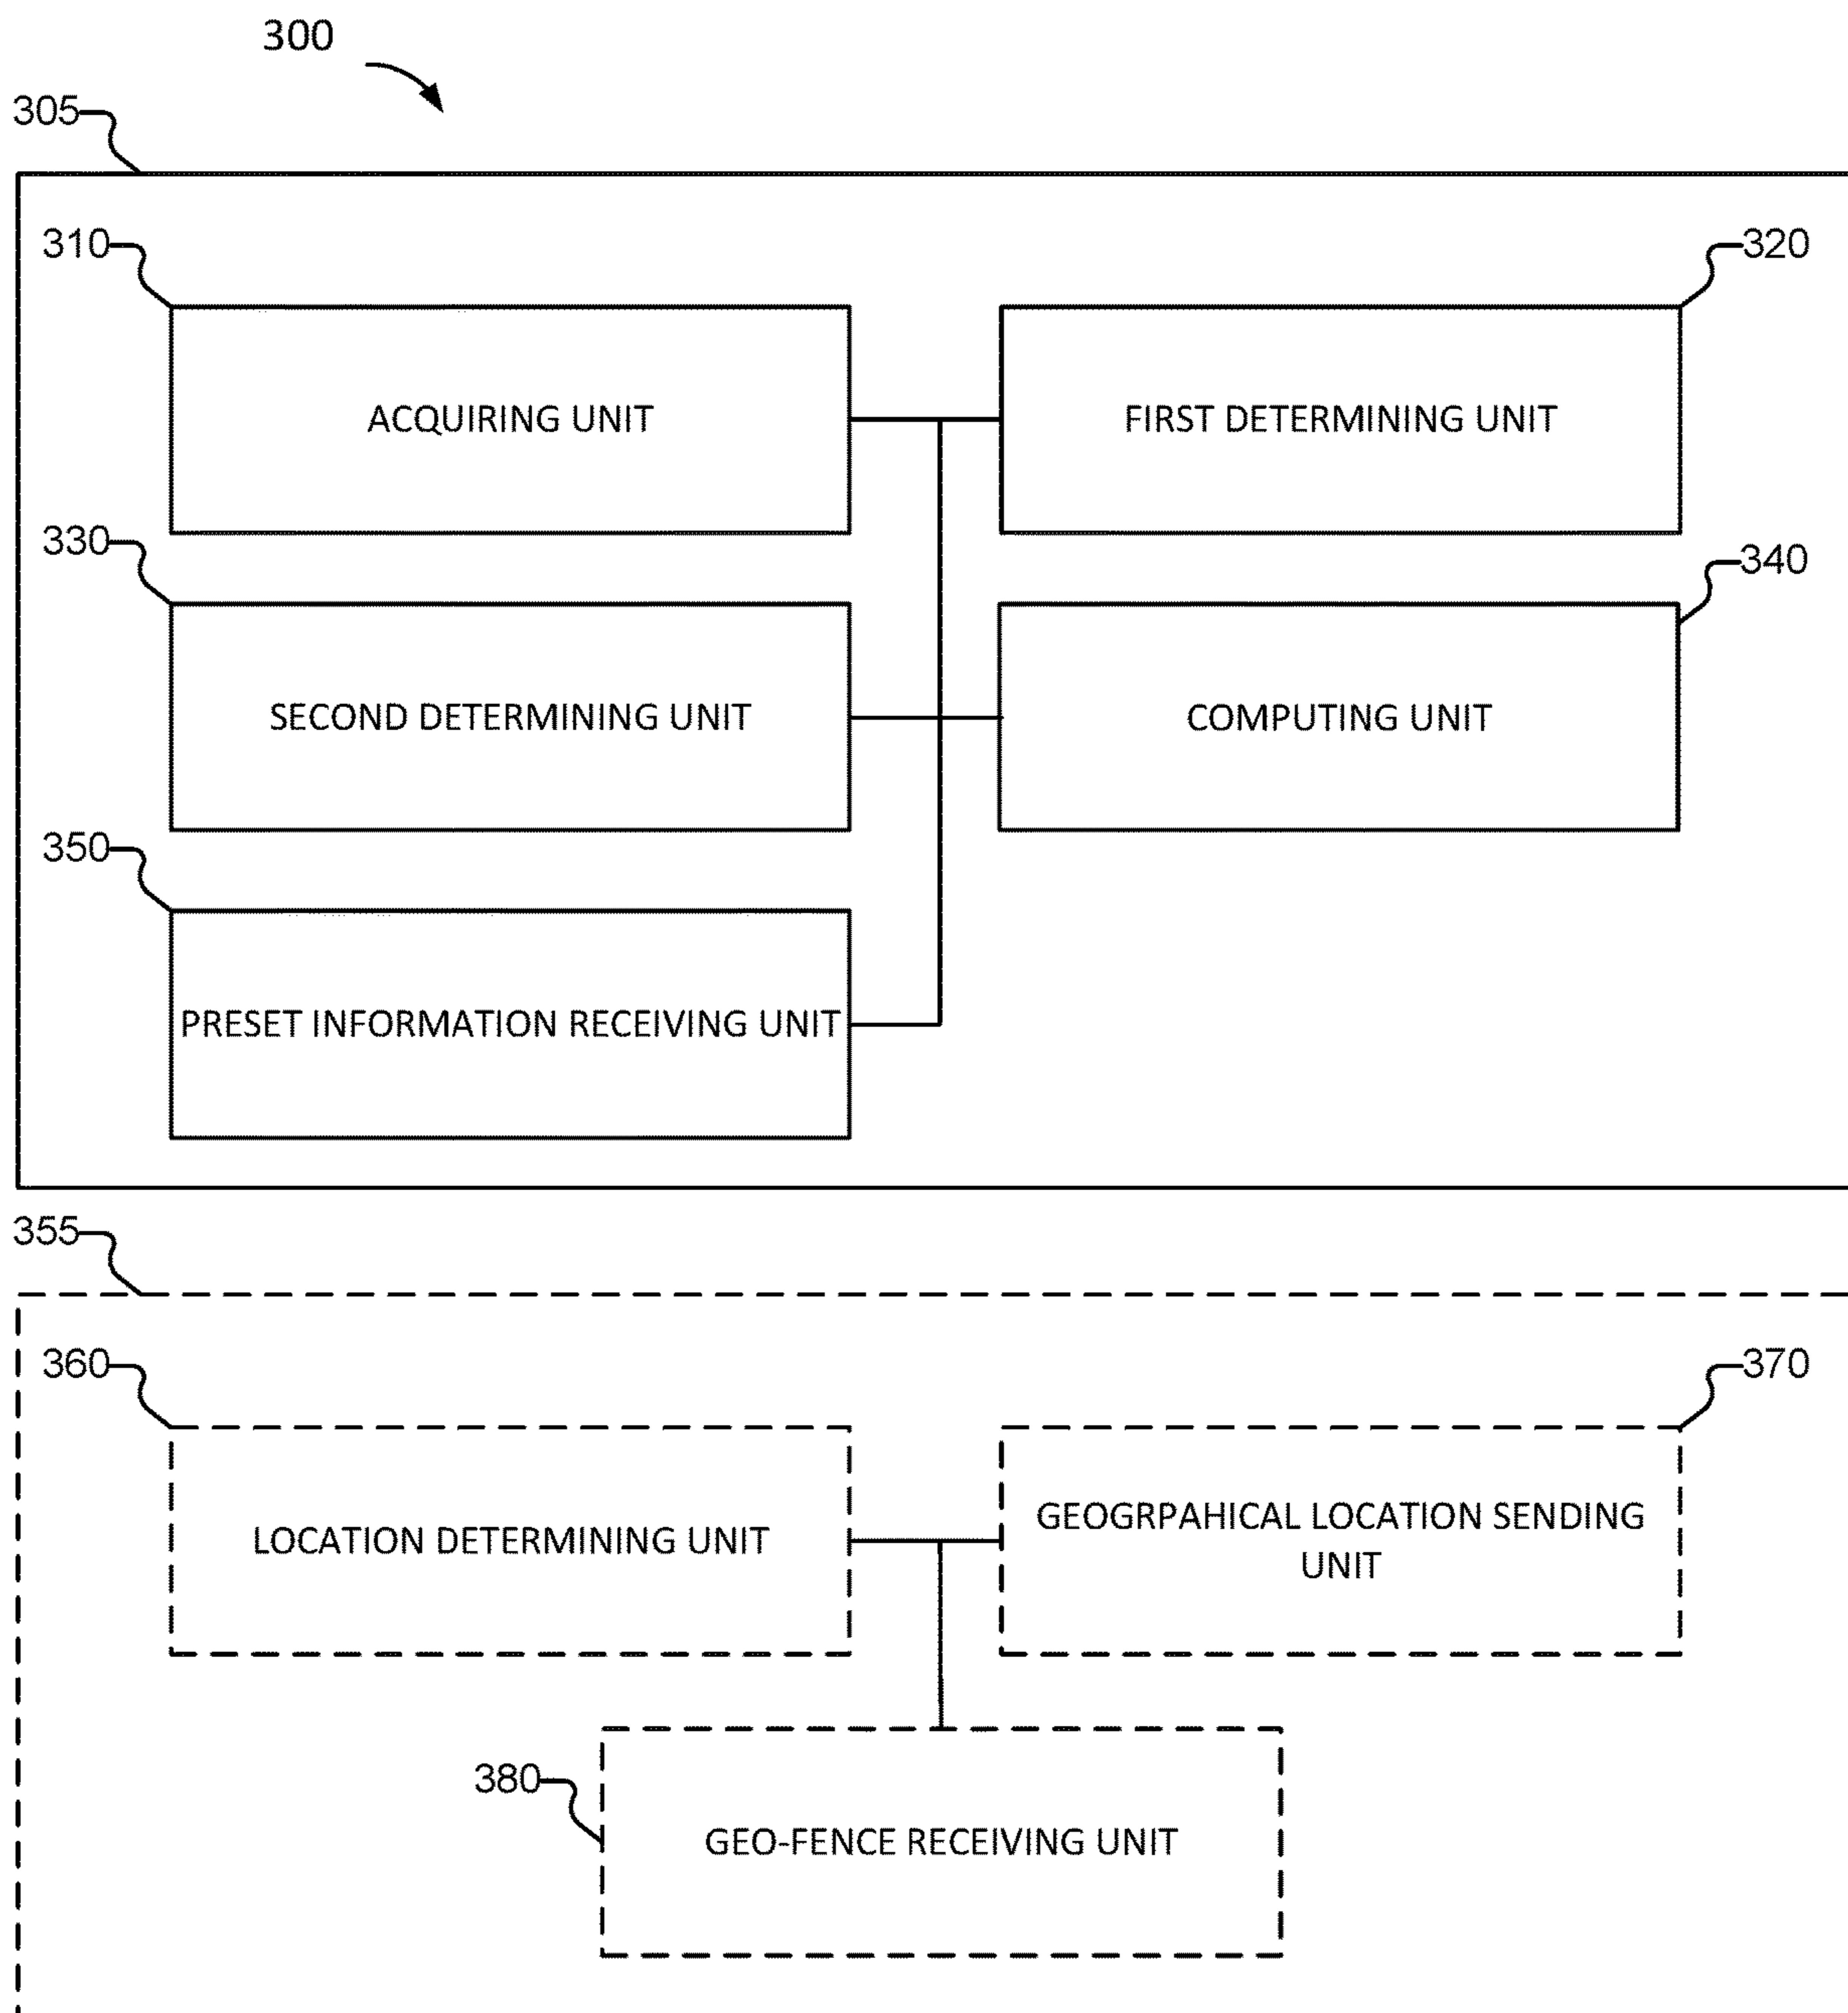 300
305
310
320
ACQUIRING UNIT
FIRST DETERMINING UNIT
330
340
SECOND DETERMINING UNIT
COMPUTING UNIT
350
PRESET INFORMATION RECEIVING UNIT
355
360
370
LOCATION DETERMINING UNIT
GEOGRPAHICAL LOCATION SENDING
UNIT
380
GEO-FENCE RECEIVING UNIT